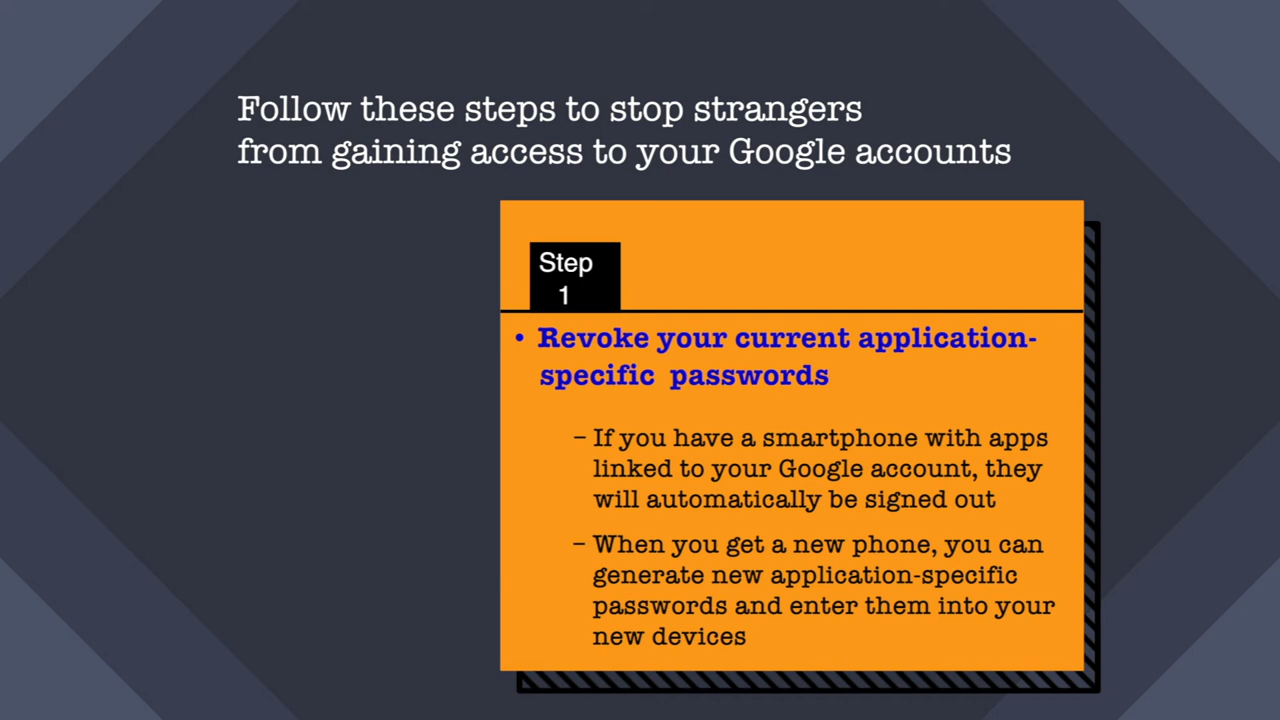 Follow these steps to stop strangers
from gaining access to your Google accounts
Step
1
• Revoke your current application-
specific passwords
– If you have a smartphone with apps
linked to your Google account, they
will automatically be signed out
– When you get a new phone, you can
generate new application-specific
passwords and enter them into your
new devices